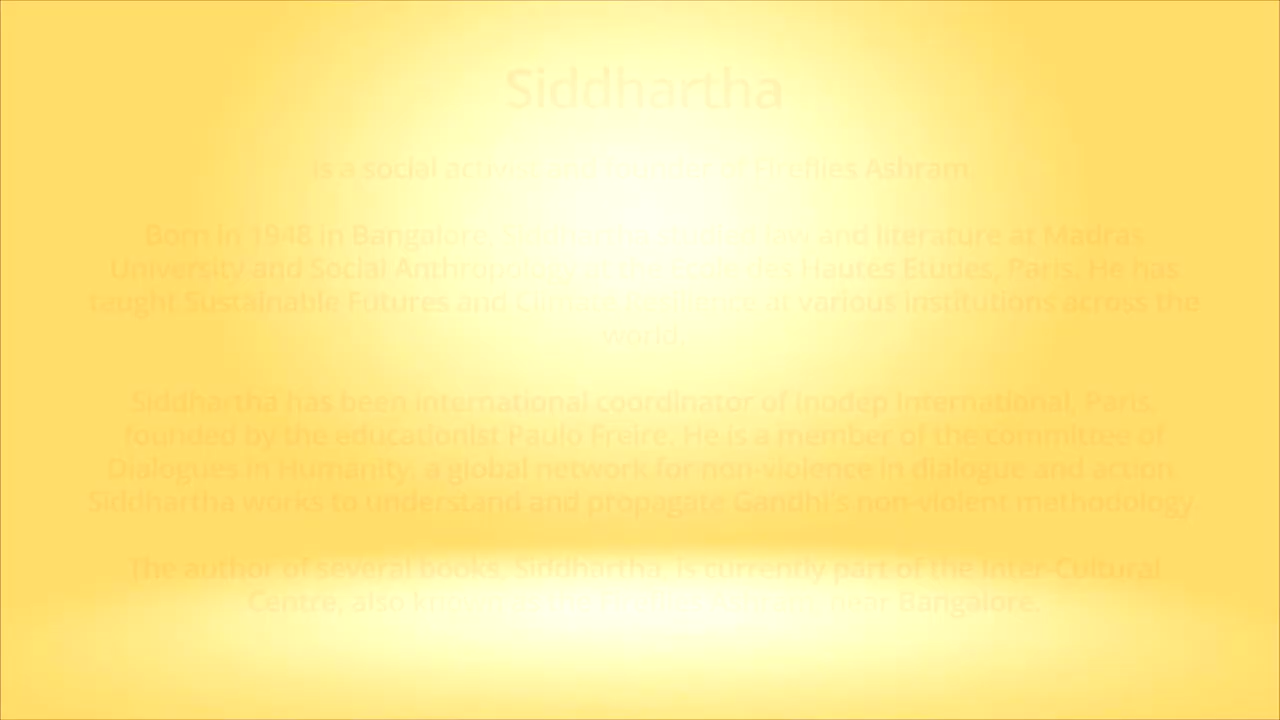 Siddhartha
is a social activist and founder of Fireflies Ashram.
Born in 1948 in Bangalore, Siddhartha studied law and literature at Madras
University and Social Anthropology at the Ecole des Hautes Etudes, Paris. He has
taught Sustainable Futures and Climate Resilience at various institutions across the
world.
Siddhartha has been international coordinator of Inodep International, Paris,
founded by the educationist Paulo Freire. He is a member of the committee of
Dialogues in Humanity, a global network for non-violence in dialogue and action.
Siddhartha works to understand and propagate Gandhi's non-violent methodology.
The author of several books, Siddhartha is currently part of the Inter-Cultural
Centre, also known as the Fireflies Ashram, near Bangalore.